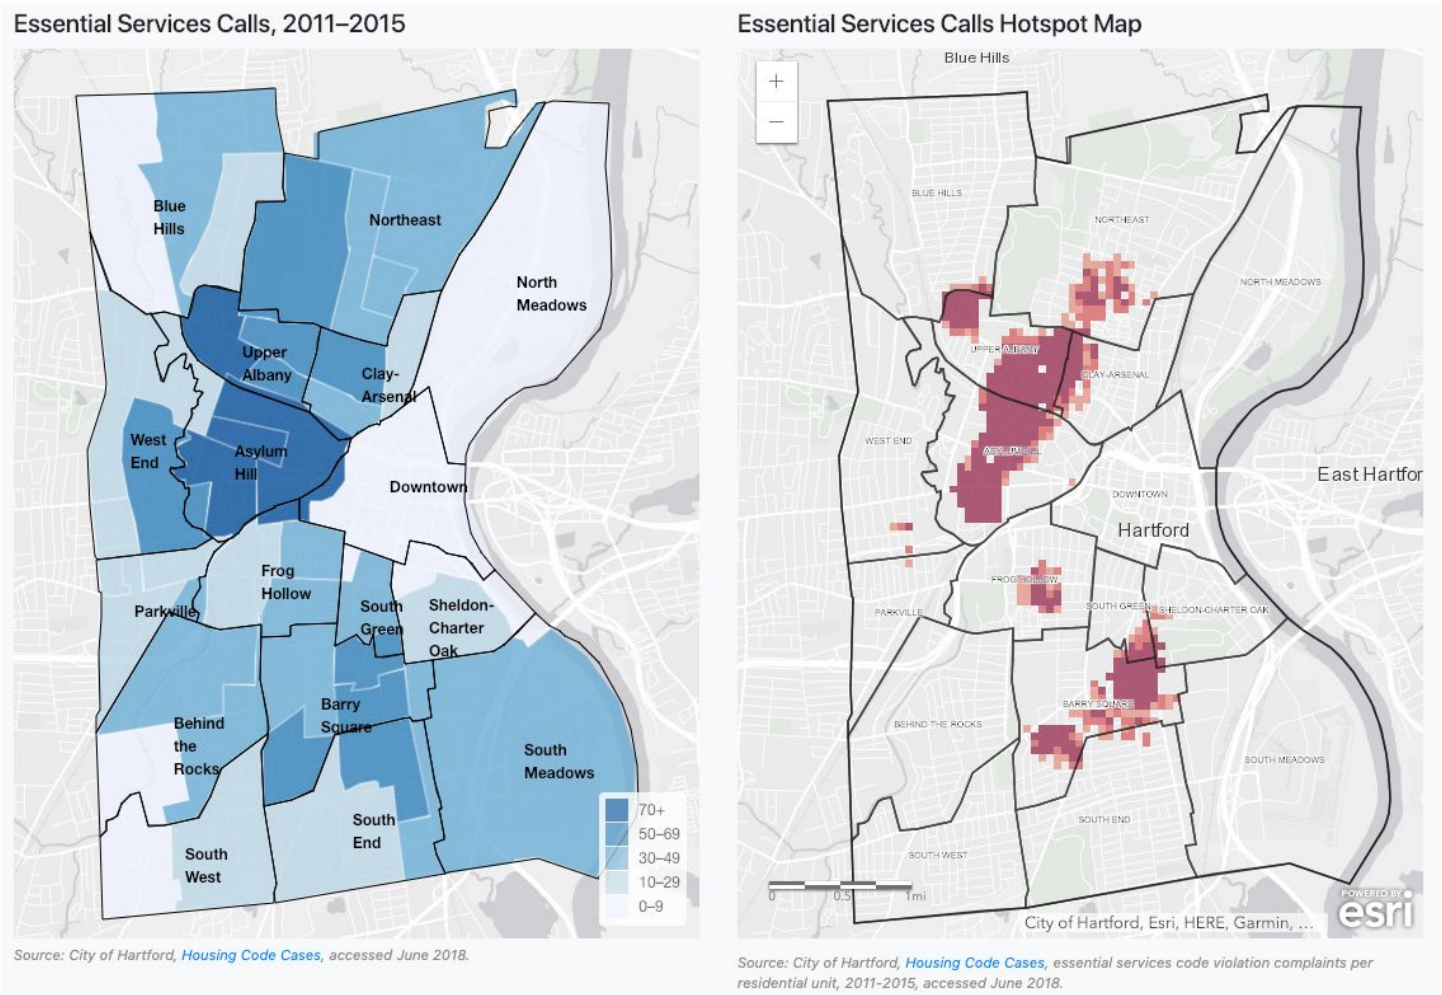 Essential Services Calls, 2011–2015
Blue
Hills
Northeast
North
Meadows
Upper
Albany
Clay-
Arsenal
West
End
Asylum
Hill
Downtown
Frog
Hollow
Parkville
South
Green
Sheldon-
Charter
Oak
Behind
the
Rocks
Barry
Square
South
Meadows
South
End
South
West
70+
50–69
30–49
10–29
0–9
Source: City of Hartford, Housing Code Cases, accessed June 2018.
Essential Services Calls Hotspot Map
+
−
Blue Hills
BLUE HILLS
NORTHEAST
NORTH MEADOWS
UPPER ALBANY
CLAY-ARSENAL
WEST END
ASYLUM HILL
East Hartfor
DOWNTOWN
Hartford
FROG HOLLOW
PARKVILLE
SOUTH GREEN
SHELDON-CHARTER OAK
BARRY SQUARE
BEHIND THE ROCKS
SOUTH MEADOWS
SOUTH END
SOUTH WEST
0 0.5 1mi
POWERED BY
esri
City of Hartford, Esri, HERE, Garmin, ...
Source: City of Hartford, Housing Code Cases, essential services code violation complaints per
residential unit, 2011-2015, accessed June 2018.